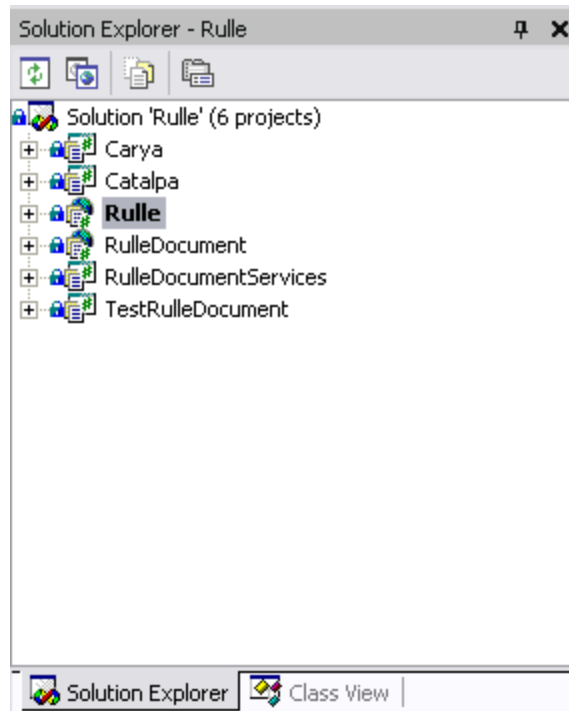 Solution Explorer - Rulle
Solution 'Rulle' (6 projects)
Carya
Catalpa
Rulle
RulleDocument
RulleDocumentServices
TestRulleDocument
Solution Explorer
Class View